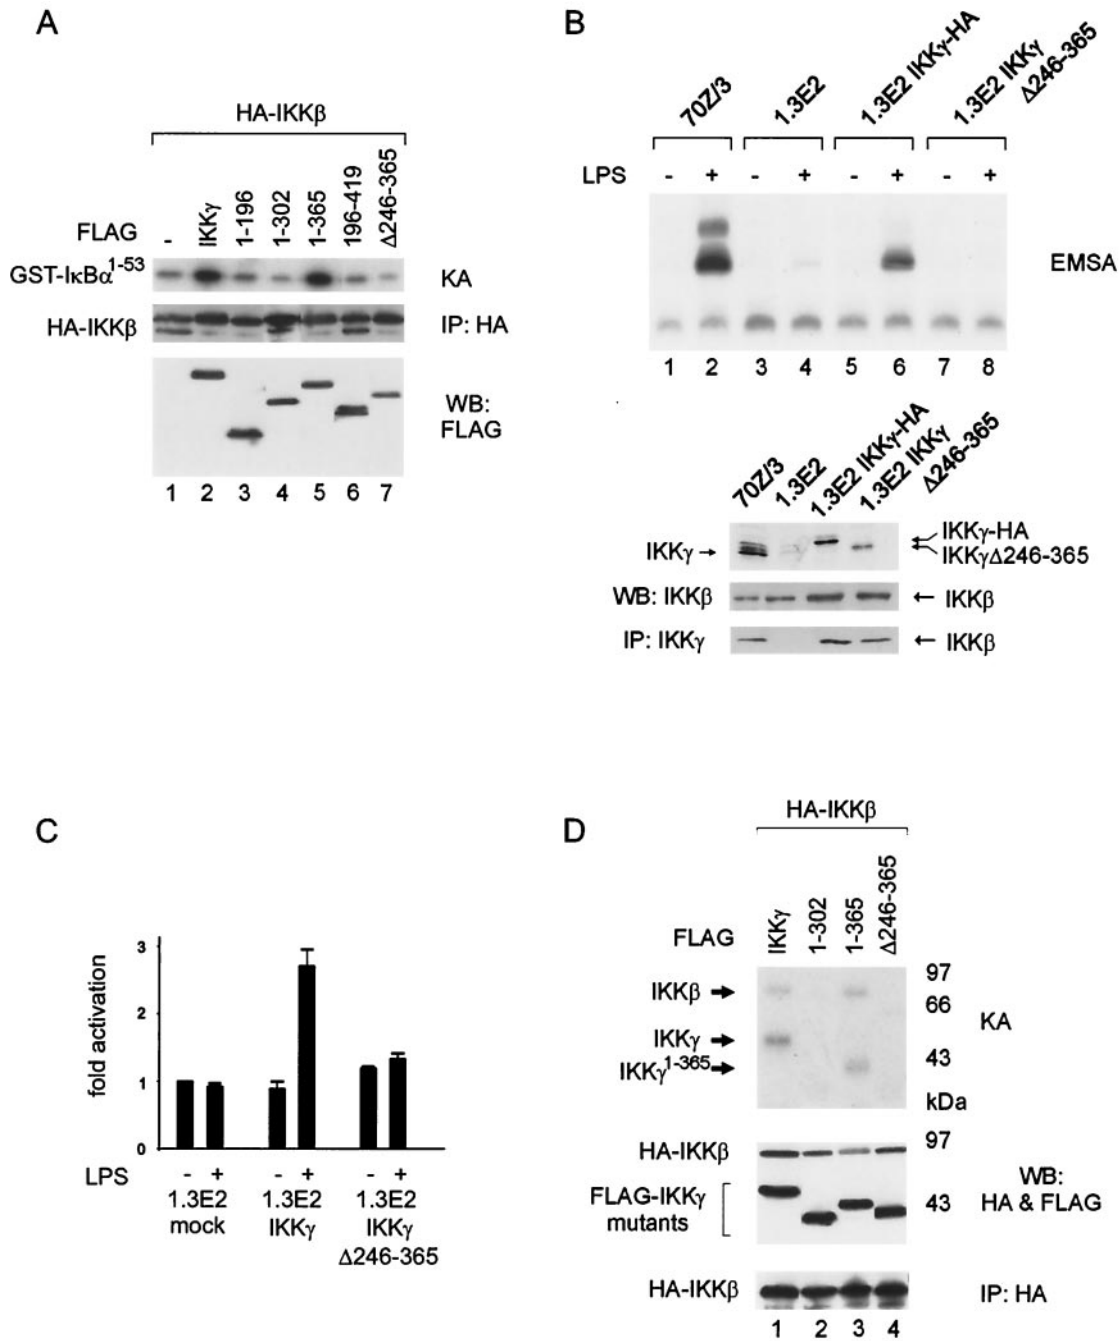 A
HA-IKKβ
FLAG
-
IKKγ
1-196
1-302
1-365
196-419
Δ246-365
GST-IκBα1-53
KA
HA-IKKβ
IP: HA
WB:
FLAG
1 2 3 4 5 6 7
B
70Z/3
1.3E2
1.3E2 IKKγ-HA
1.3E2 IKKγ
Δ246-365
LPS - + - + - + - +
EMSA
1 2 3 4 5 6 7 8
70Z/3
1.3E2
1.3E2 IKKγ-HA
1.3E2 IKKγ
Δ246-365
IKKγ →
IKKγ-HA
IKKγΔ246-365
WB: IKKβ
← IKKβ
IP: IKKγ
← IKKβ
C
fold activation
3
2
1
0
LPS - + - + - +
1.3E2 1.3E2 1.3E2
mock IKKγ IKKγ
Δ246-365
D
HA-IKKβ
FLAG
IKKγ
1-302
1-365
Δ246-365
IKKβ
IKKγ
IKKγ1-365
97
66
43
kDa
KA
HA-IKKβ
97
FLAG-IKKγ
mutants
43
WB:
HA & FLAG
HA-IKKβ
IP: HA
1 2 3 4